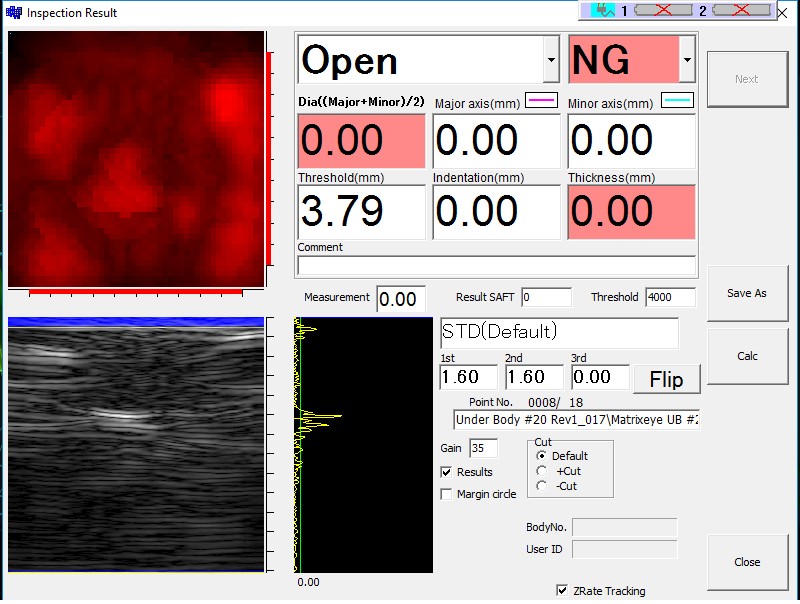 Inspection Result
1 2
Open NG
Next
Dia((Major+Minor)/2) Major axis(mm) Minor axis(mm)
0.00 0.00 0.00
Threshold(mm) Indentation(mm) Thickness(mm)
3.79 0.00 0.00
Comment
Measurement 0.00 Result SAFT 0 Threshold 4000
Save As
STD(Default)
1st 2nd 3rd
1.60 1.60 0.00 Flip
Calc
Point No. 0008/ 18
Under Body #20 Rev1_017\Matrixeye UB #2
Gain 35
Cut
Default
Results
+Cut
-Cut
Margin circle
BodyNo.
User ID
Close
0.00
ZRate Tracking